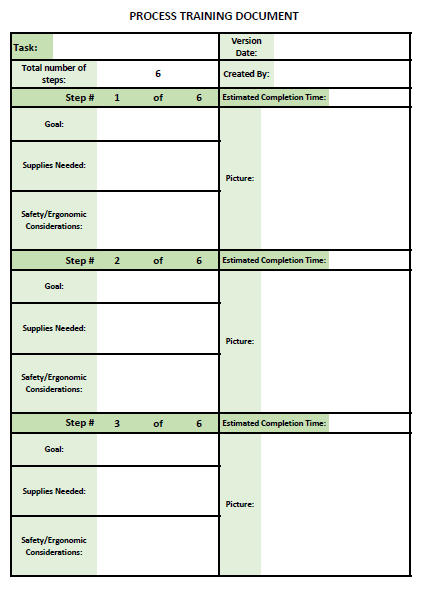 PROCESS TRAINING DOCUMENT
Task:
Version
Date:
Total number of
steps:
6
Created By:
Step # 1 of 6
Estimated Completion Time:
Goal:
Supplies Needed:
Safety/Ergonomic
Considerations:
Picture:
Step # 2 of 6
Estimated Completion Time:
Goal:
Supplies Needed:
Safety/Ergonomic
Considerations:
Picture:
Step # 3 of 6
Estimated Completion Time:
Goal:
Supplies Needed:
Safety/Ergonomic
Considerations:
Picture: